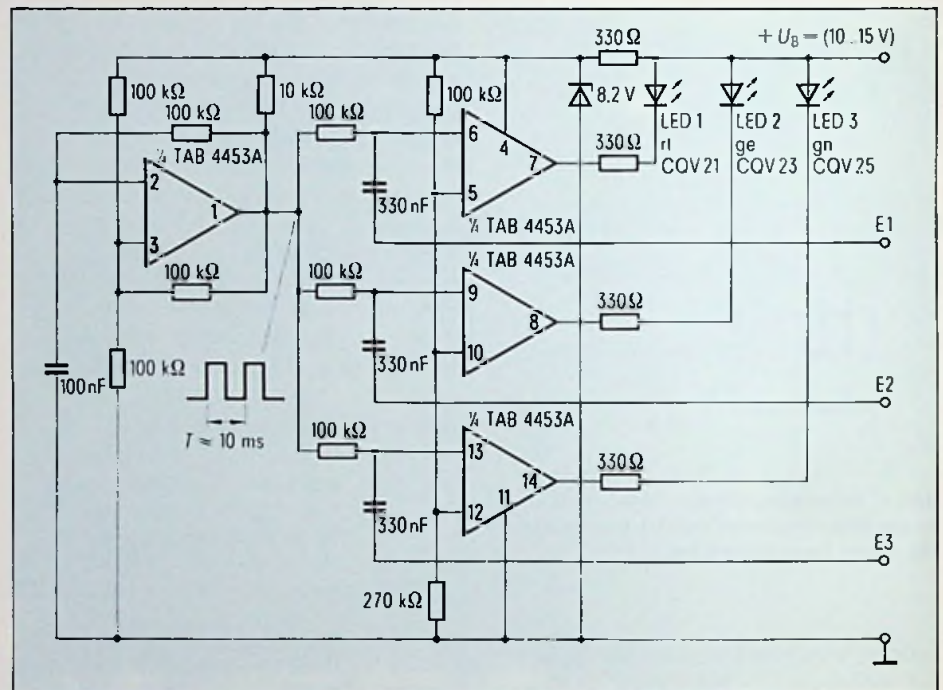 330 Ω
+ U_B = (10...15 V)
100 kΩ
10 kΩ
100 kΩ
100 kΩ
8,2 V
100 kΩ
¼ TAB 4453A
6
4
7
5
330 Ω
LED 1
rt
CQV 21
LED 2
ge
CQV 23
LED 3
gn
CQV 25
2
1
3
330 nF
¼ TAB 4453A
E1
100 kΩ
¼ TAB 4453A
100 kΩ
9
8
10
330 Ω
330 nF
E2
100 nF
100 kΩ
T ≈ 10 ms
¼ TAB 4453A
100 kΩ
13
14
11
12
330 Ω
330 nF
E3
270 kΩ